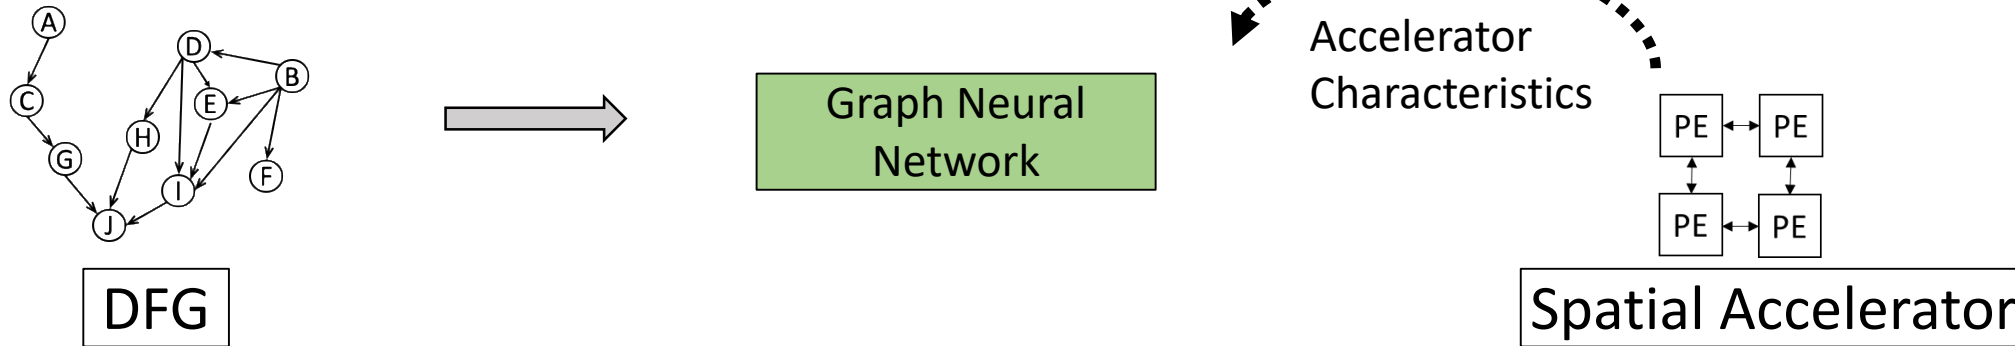 A
D
B
C
E
H
G
F
I
J
DFG
Graph Neural
Network
Accelerator
Characteristics
PE PE
PE PE
Spatial Accelerator